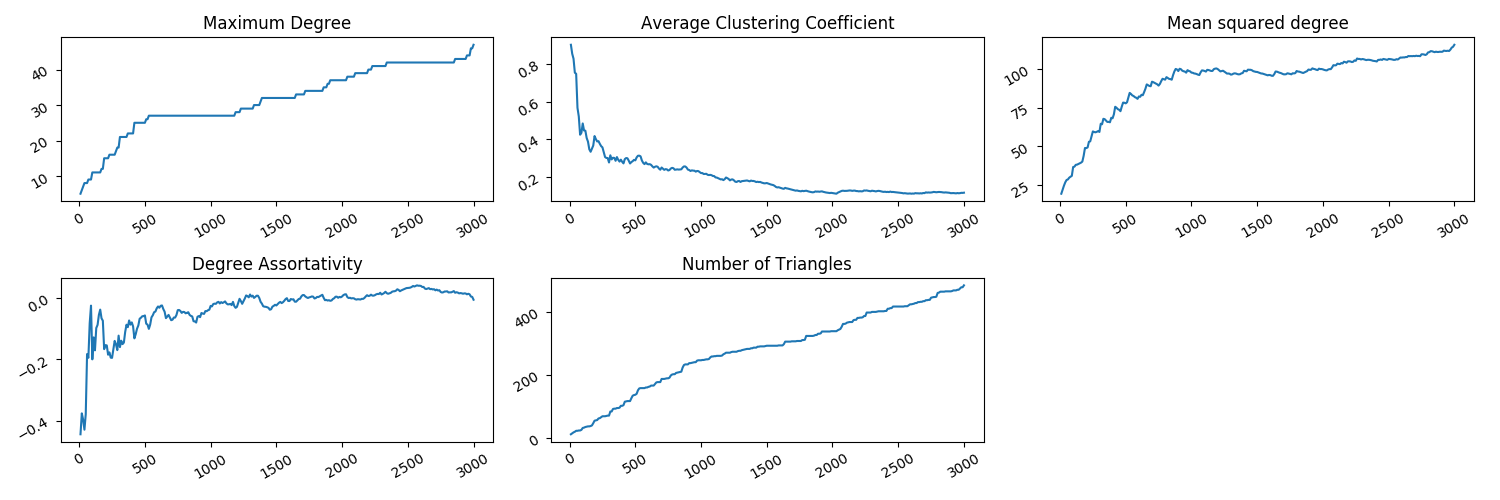 Maximum Degree
40
30
20
10
0 500 1000 1500 2000 2500 3000
Average Clustering Coefficient
0.8
0.6
0.4
0.2
0 500 1000 1500 2000 2500 3000
Mean squared degree
100
75
50
25
0 500 1000 1500 2000 2500 3000
Degree Assortativity
0.0
−0.2
−0.4
0 500 1000 1500 2000 2500 3000
Number of Triangles
400
200
0
0 500 1000 1500 2000 2500 3000